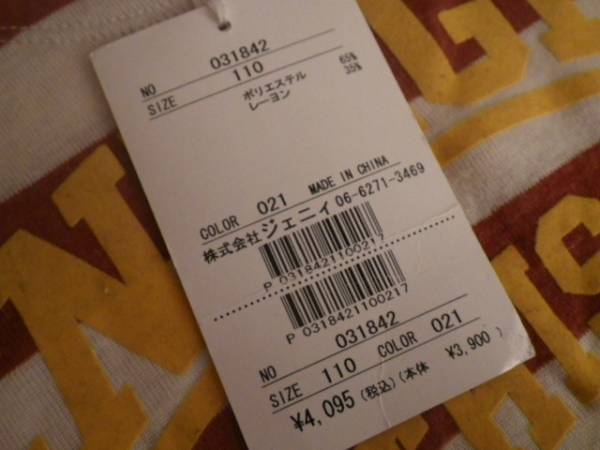 NO 031842
SIZE 110
ポリエステル 65%
レーヨン 35%
COLOR 021 MADE IN CHINA
株式会社ジェニィ 06-6271-3469
P 0318421100217
P 0318421100217
NO 031842
SIZE 110 COLOR 021
¥4,095 (税込) (本体 ¥3,900 )